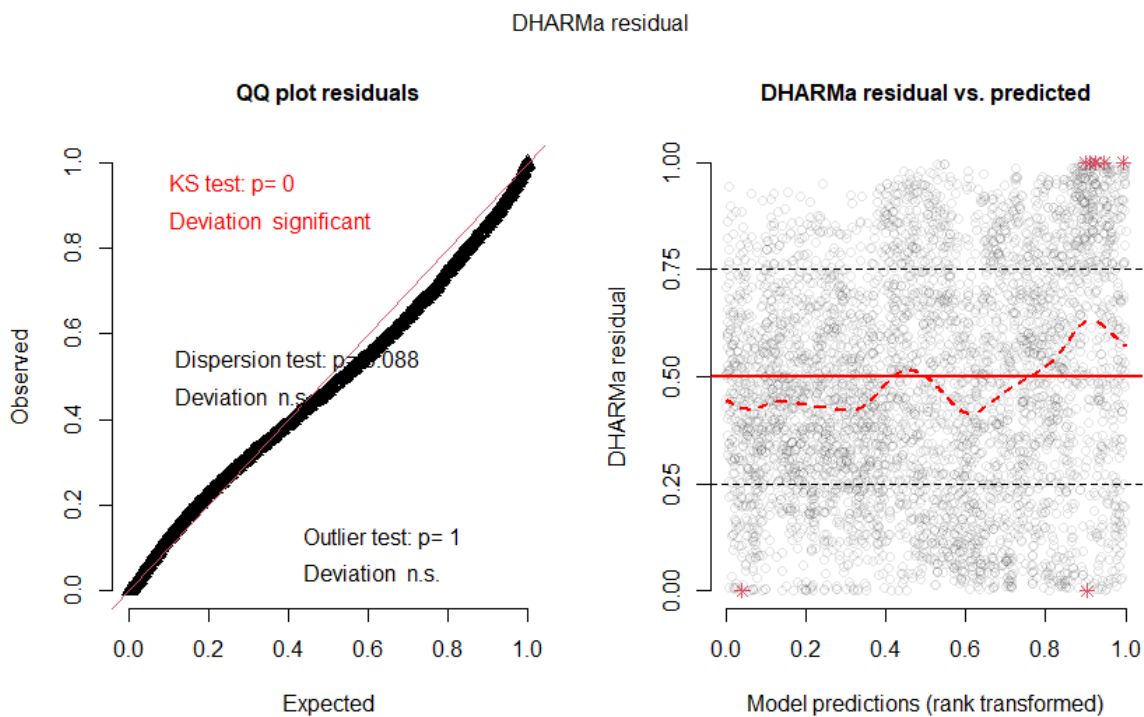 DHARMa residual
QQ plot residuals
KS test: p= 0
Deviation significant
Dispersion test: p= 0.088
Deviation n.s.
Outlier test: p= 1
Deviation n.s.
Observed
0.0 0.2 0.4 0.6 0.8 1.0
0.0 0.2 0.4 0.6 0.8 1.0
Expected
DHARMa residual vs. predicted
DHARMa residual
0.00 0.25 0.50 0.75 1.00
0.0 0.2 0.4 0.6 0.8 1.0
Model predictions (rank transformed)